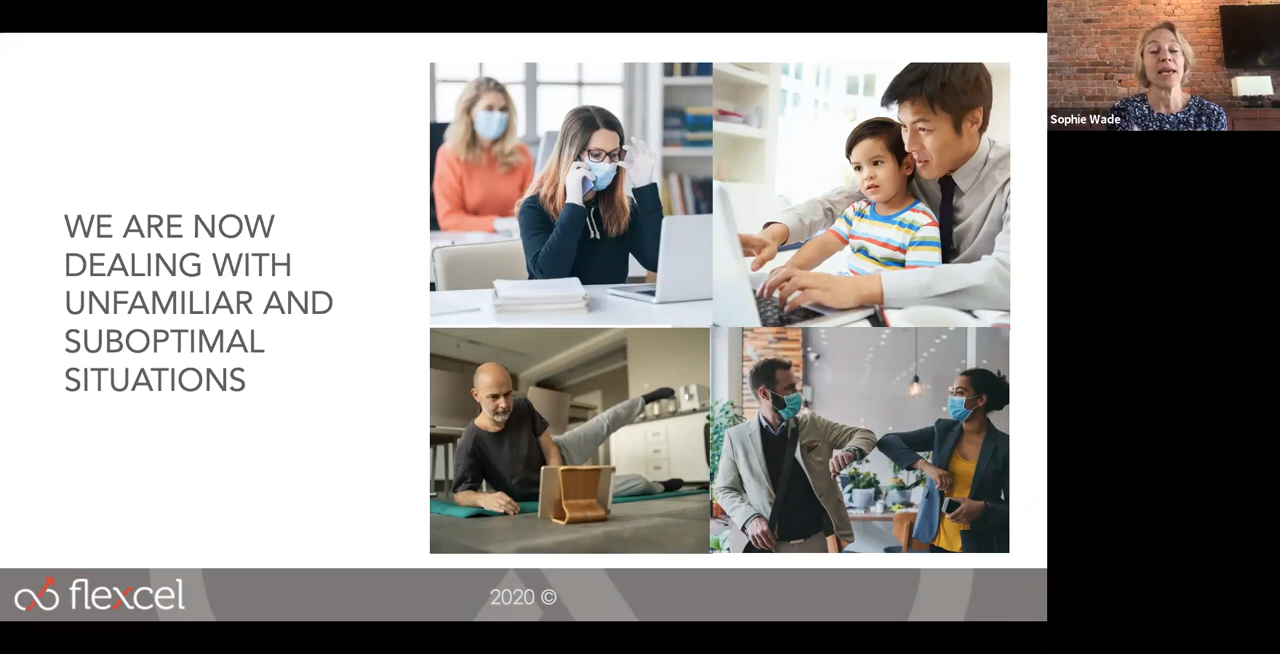 WE ARE NOW
DEALING WITH
UNFAMILIAR AND
SUBOPTIMAL
SITUATIONS
flexcel
2020 ©
Sophie Wade